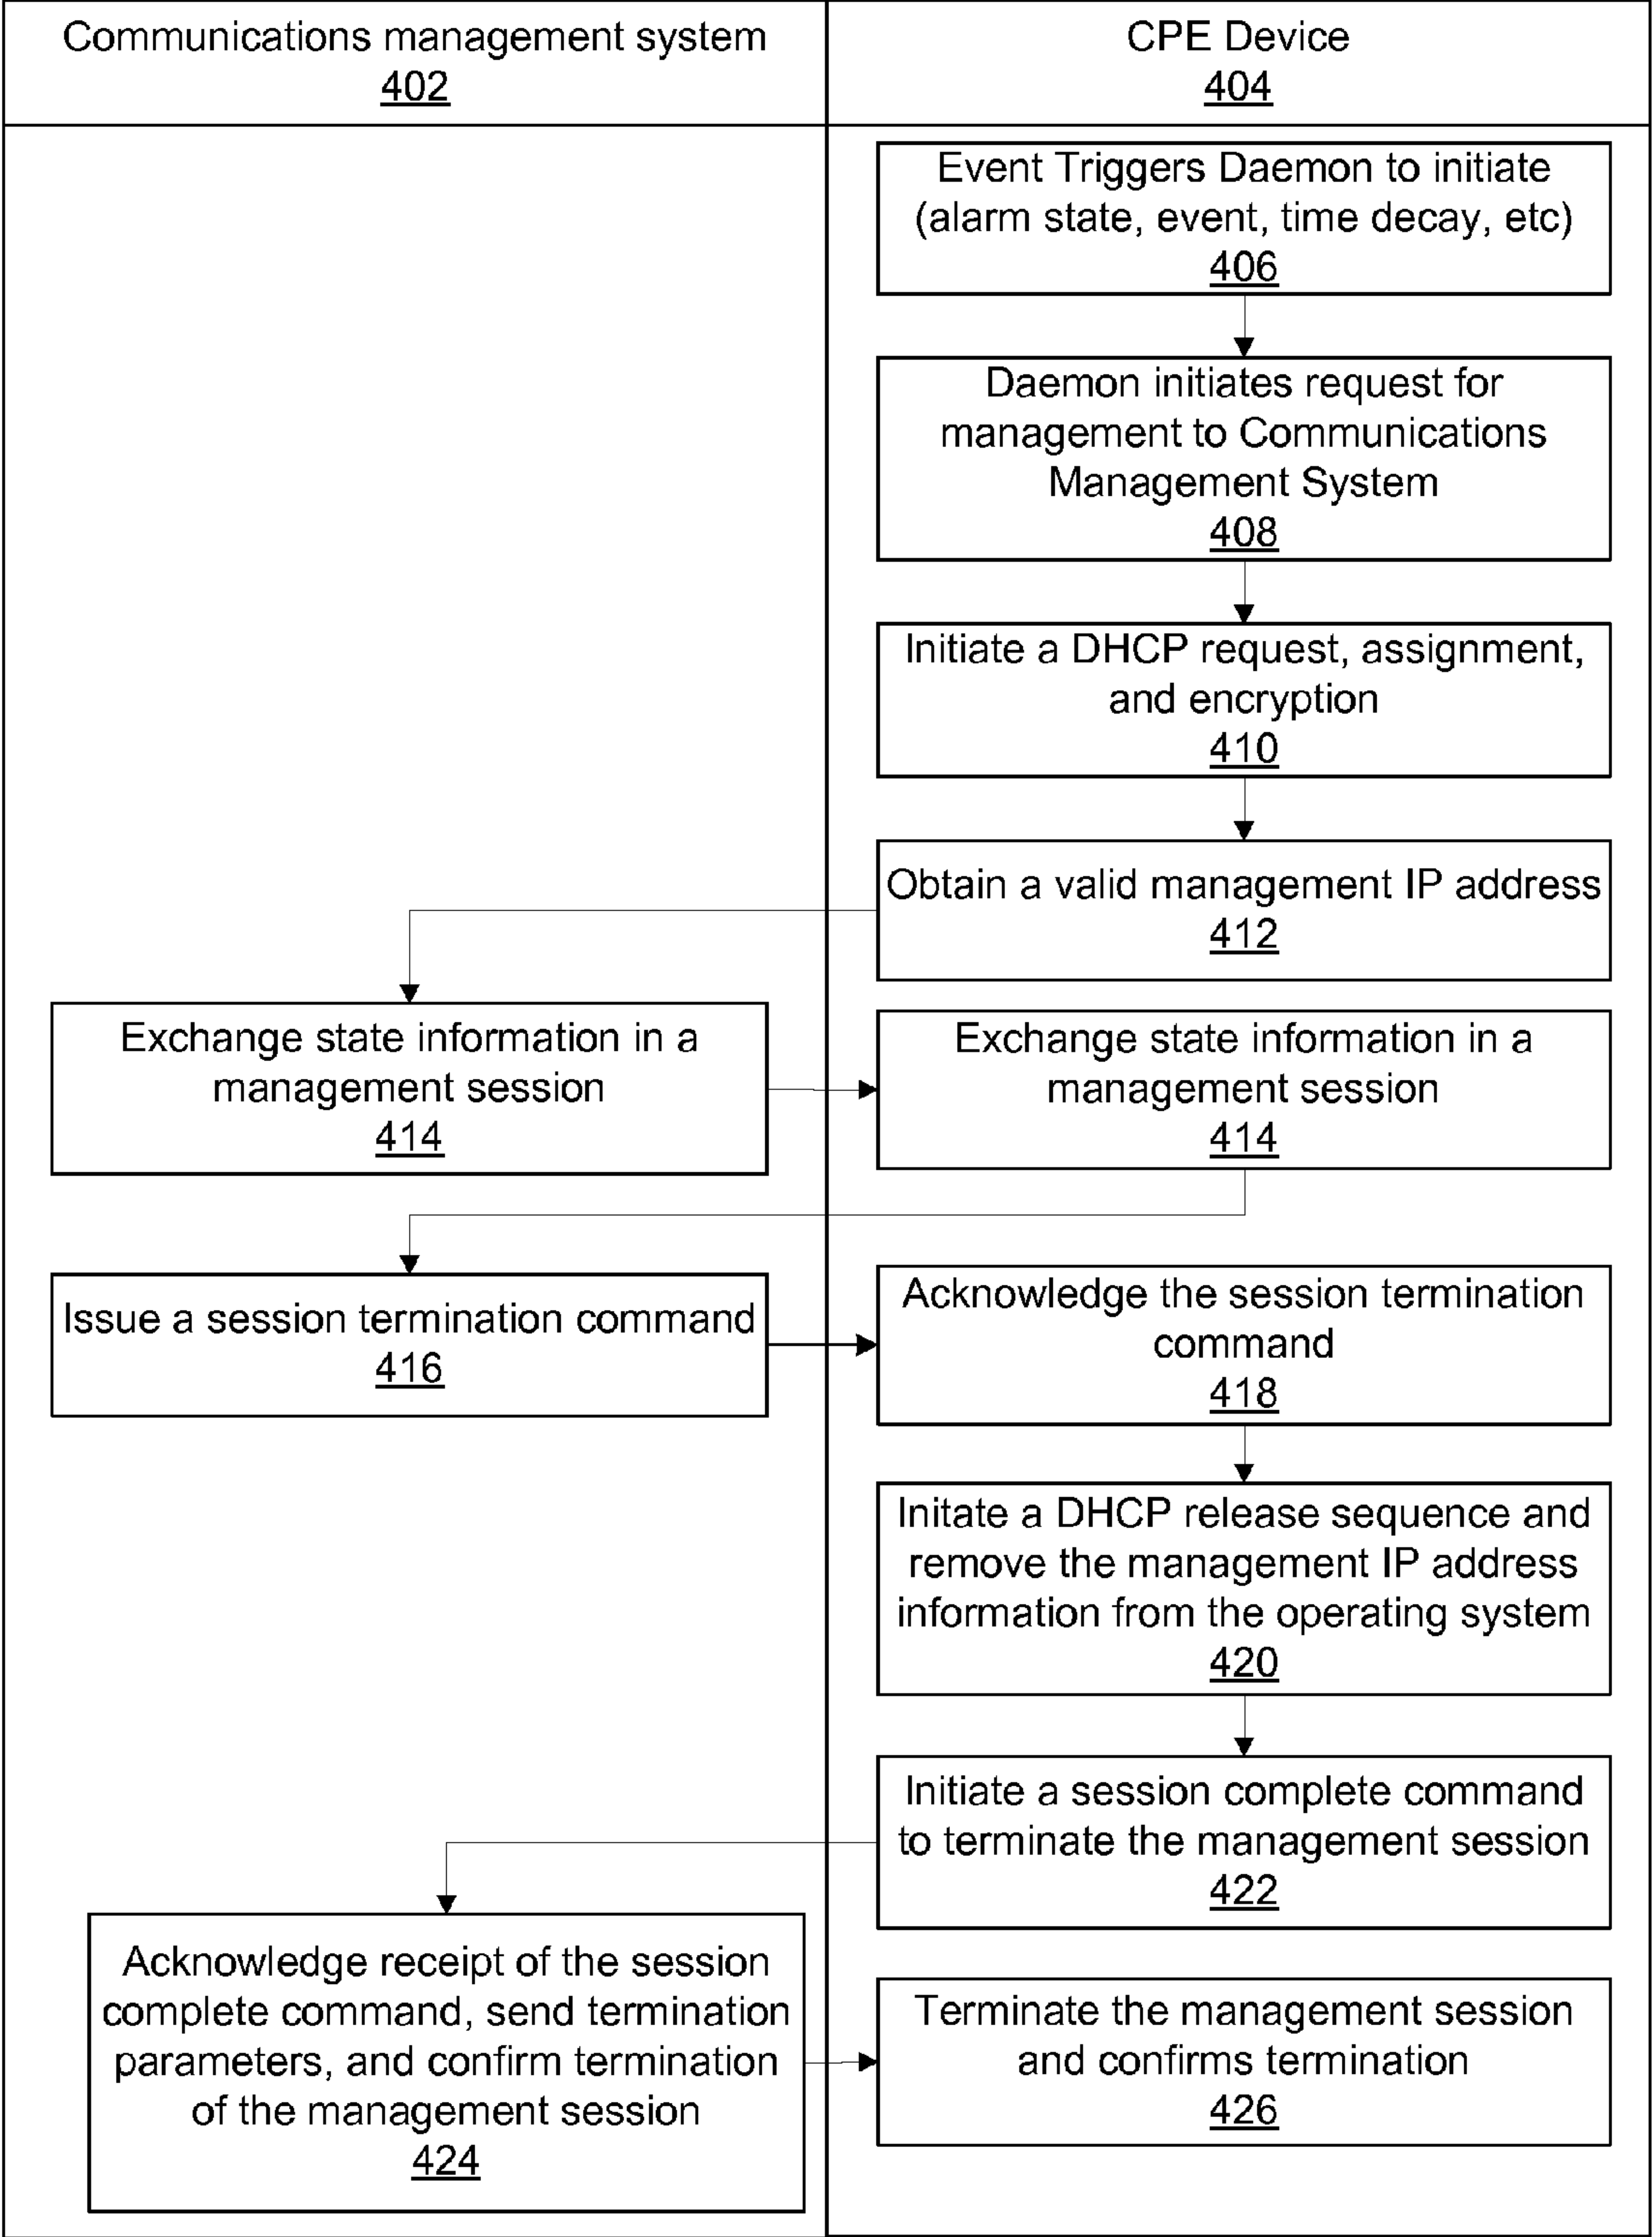 Communications management system
402
CPE Device
404
Event Triggers Daemon to initiate
(alarm state, event, time decay, etc)
406
Daemon initiates request for
management to Communications
Management System
408
Initiate a DHCP request, assignment,
and encryption
410
Obtain a valid management IP address
412
Exchange state information in a
management session
414
Exchange state information in a
management session
414
Issue a session termination command
416
Acknowledge the session termination
command
418
Initate a DHCP release sequence and
remove the management IP address
information from the operating system
420
Initiate a session complete command
to terminate the management session
422
Acknowledge receipt of the session
complete command, send termination
parameters, and confirm termination
of the management session
424
Terminate the management session
and confirms termination
426